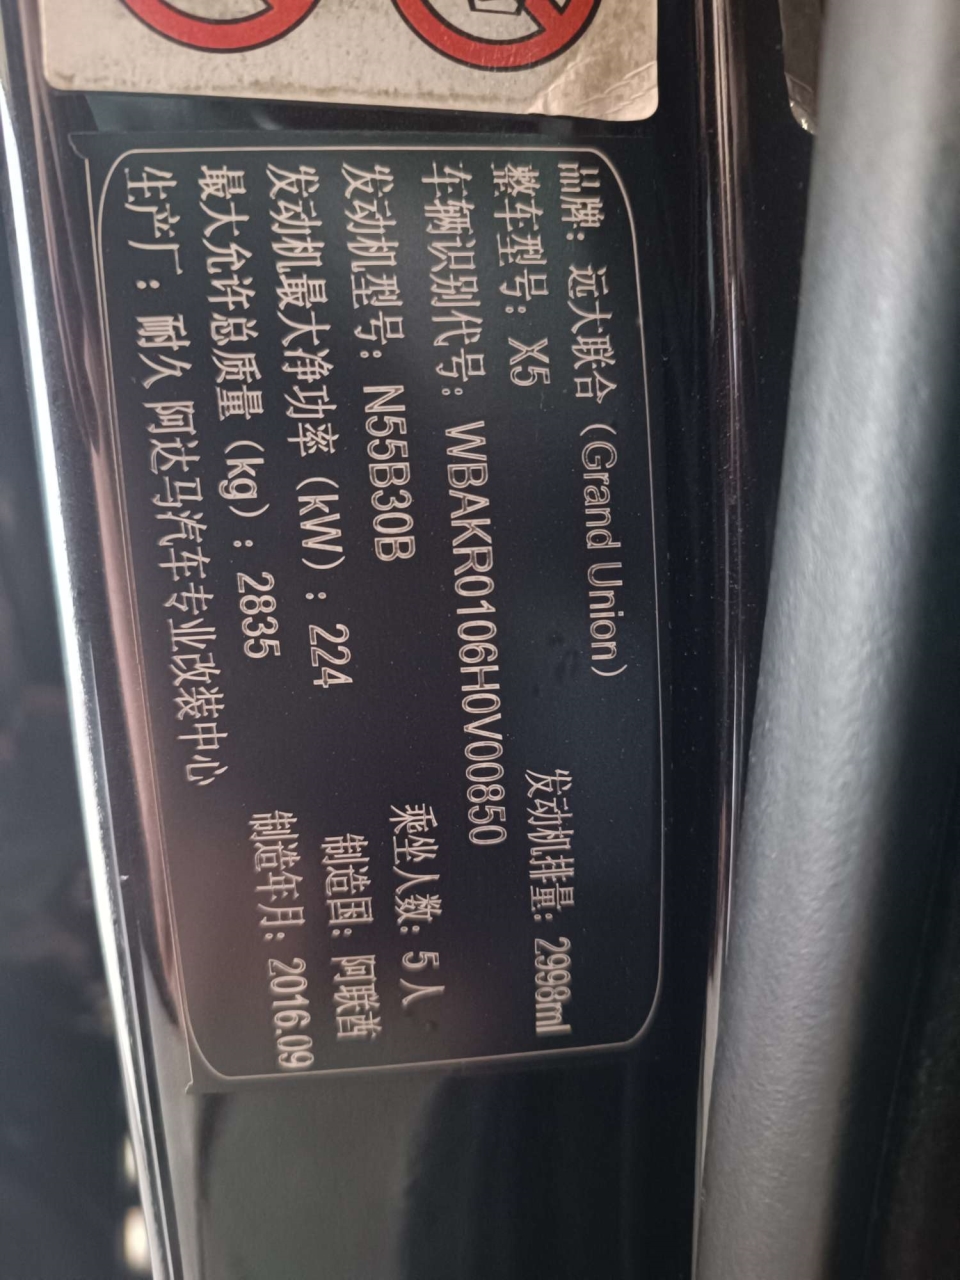 品牌：远大联合（Grand Union）
整车型号：X5 发动机排量：2998ml
车辆识别代号：WBAKR0106H0V00850
发动机型号：N55B30B 乘坐人数：5人
发动机最大净功率（kW）：224 制造国：阿联酋
最大允许总质量（kg）：2835 制造年月：2016.09
生产厂：耐久 阿达马汽车专业改装中心